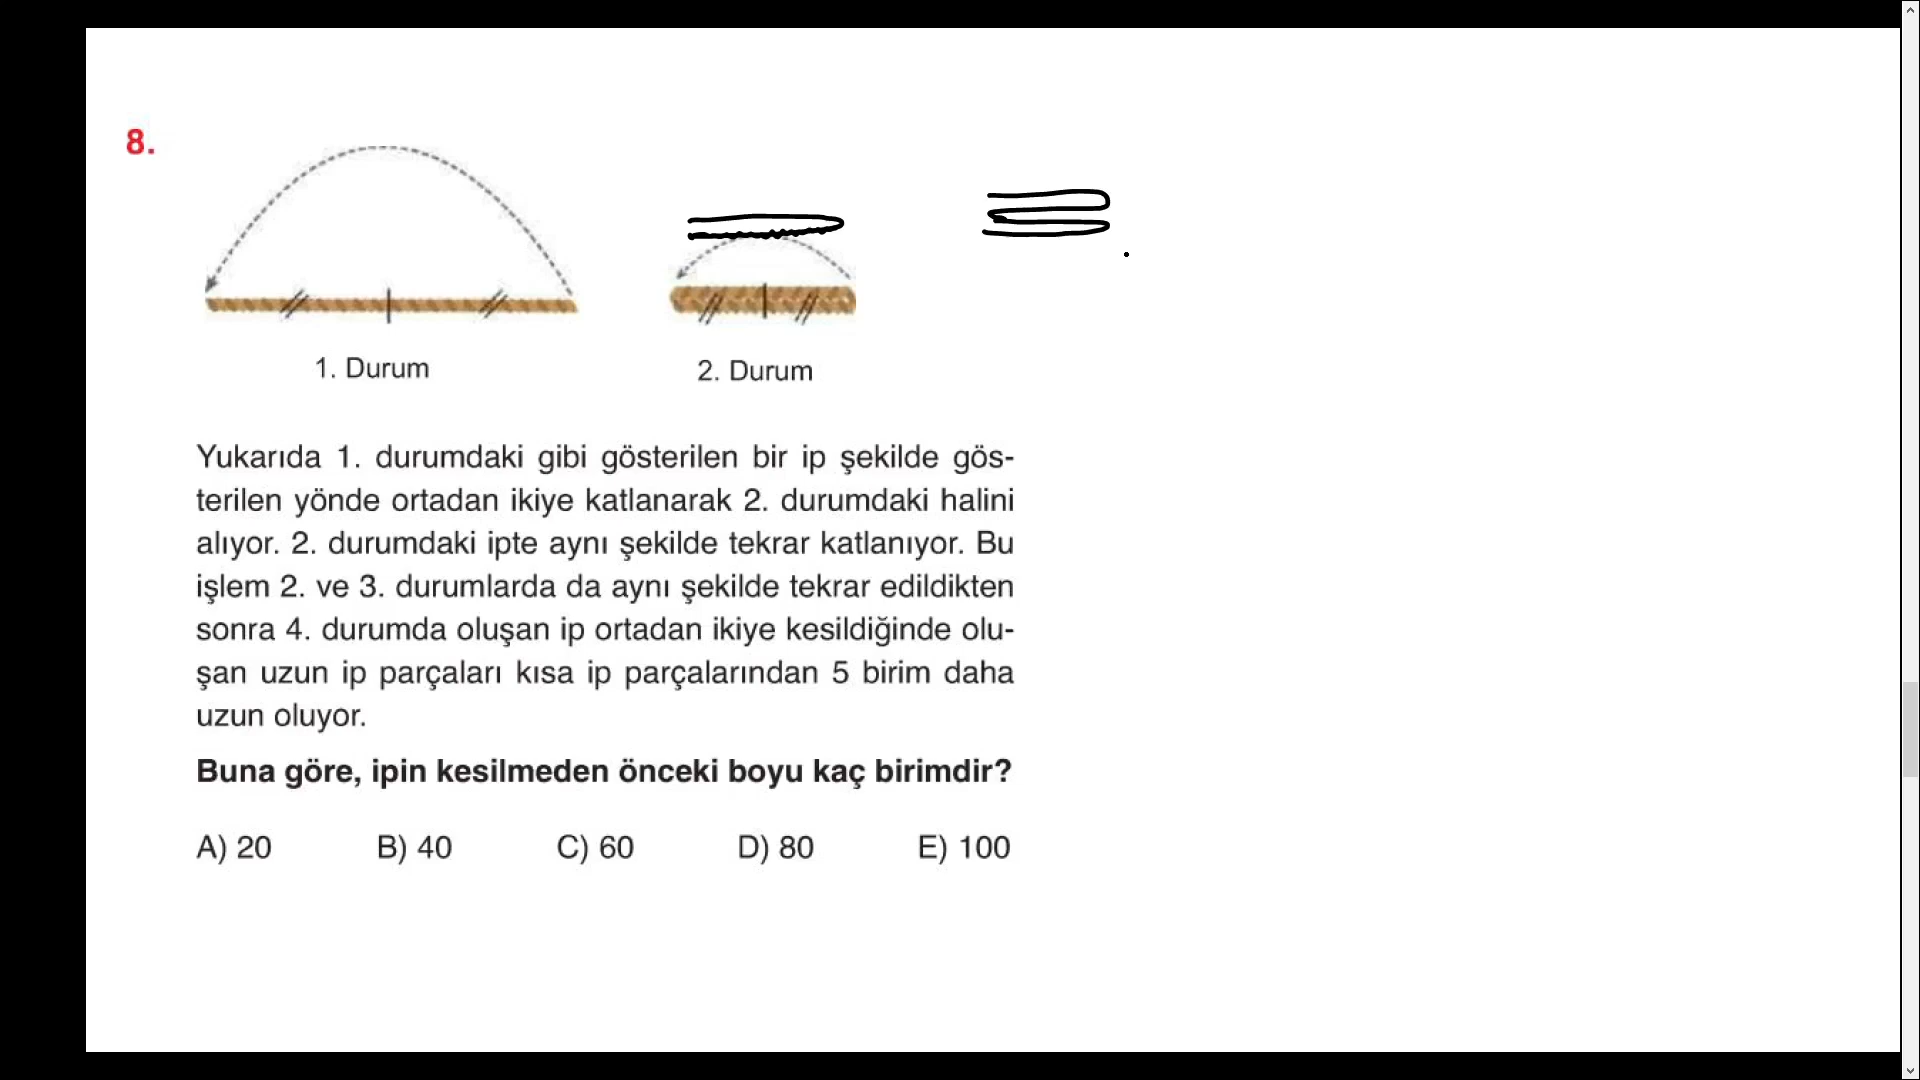 8.
1. Durum
2. Durum
Yukarıda 1. durumdaki gibi gösterilen bir ip şekilde gös-
terilen yönde ortadan ikiye katlanarak 2. durumdaki halini
alıyor. 2. durumdaki ipte aynı şekilde tekrar katlanıyor. Bu
işlem 2. ve 3. durumlarda da aynı şekilde tekrar edildikten
sonra 4. durumda oluşan ip ortadan ikiye kesildiğinde olu-
şan uzun ip parçaları kısa ip parçalarından 5 birim daha
uzun oluyor.
Buna göre, ipin kesilmeden önceki boyu kaç birimdir?
A) 20 B) 40 C) 60 D) 80 E) 100